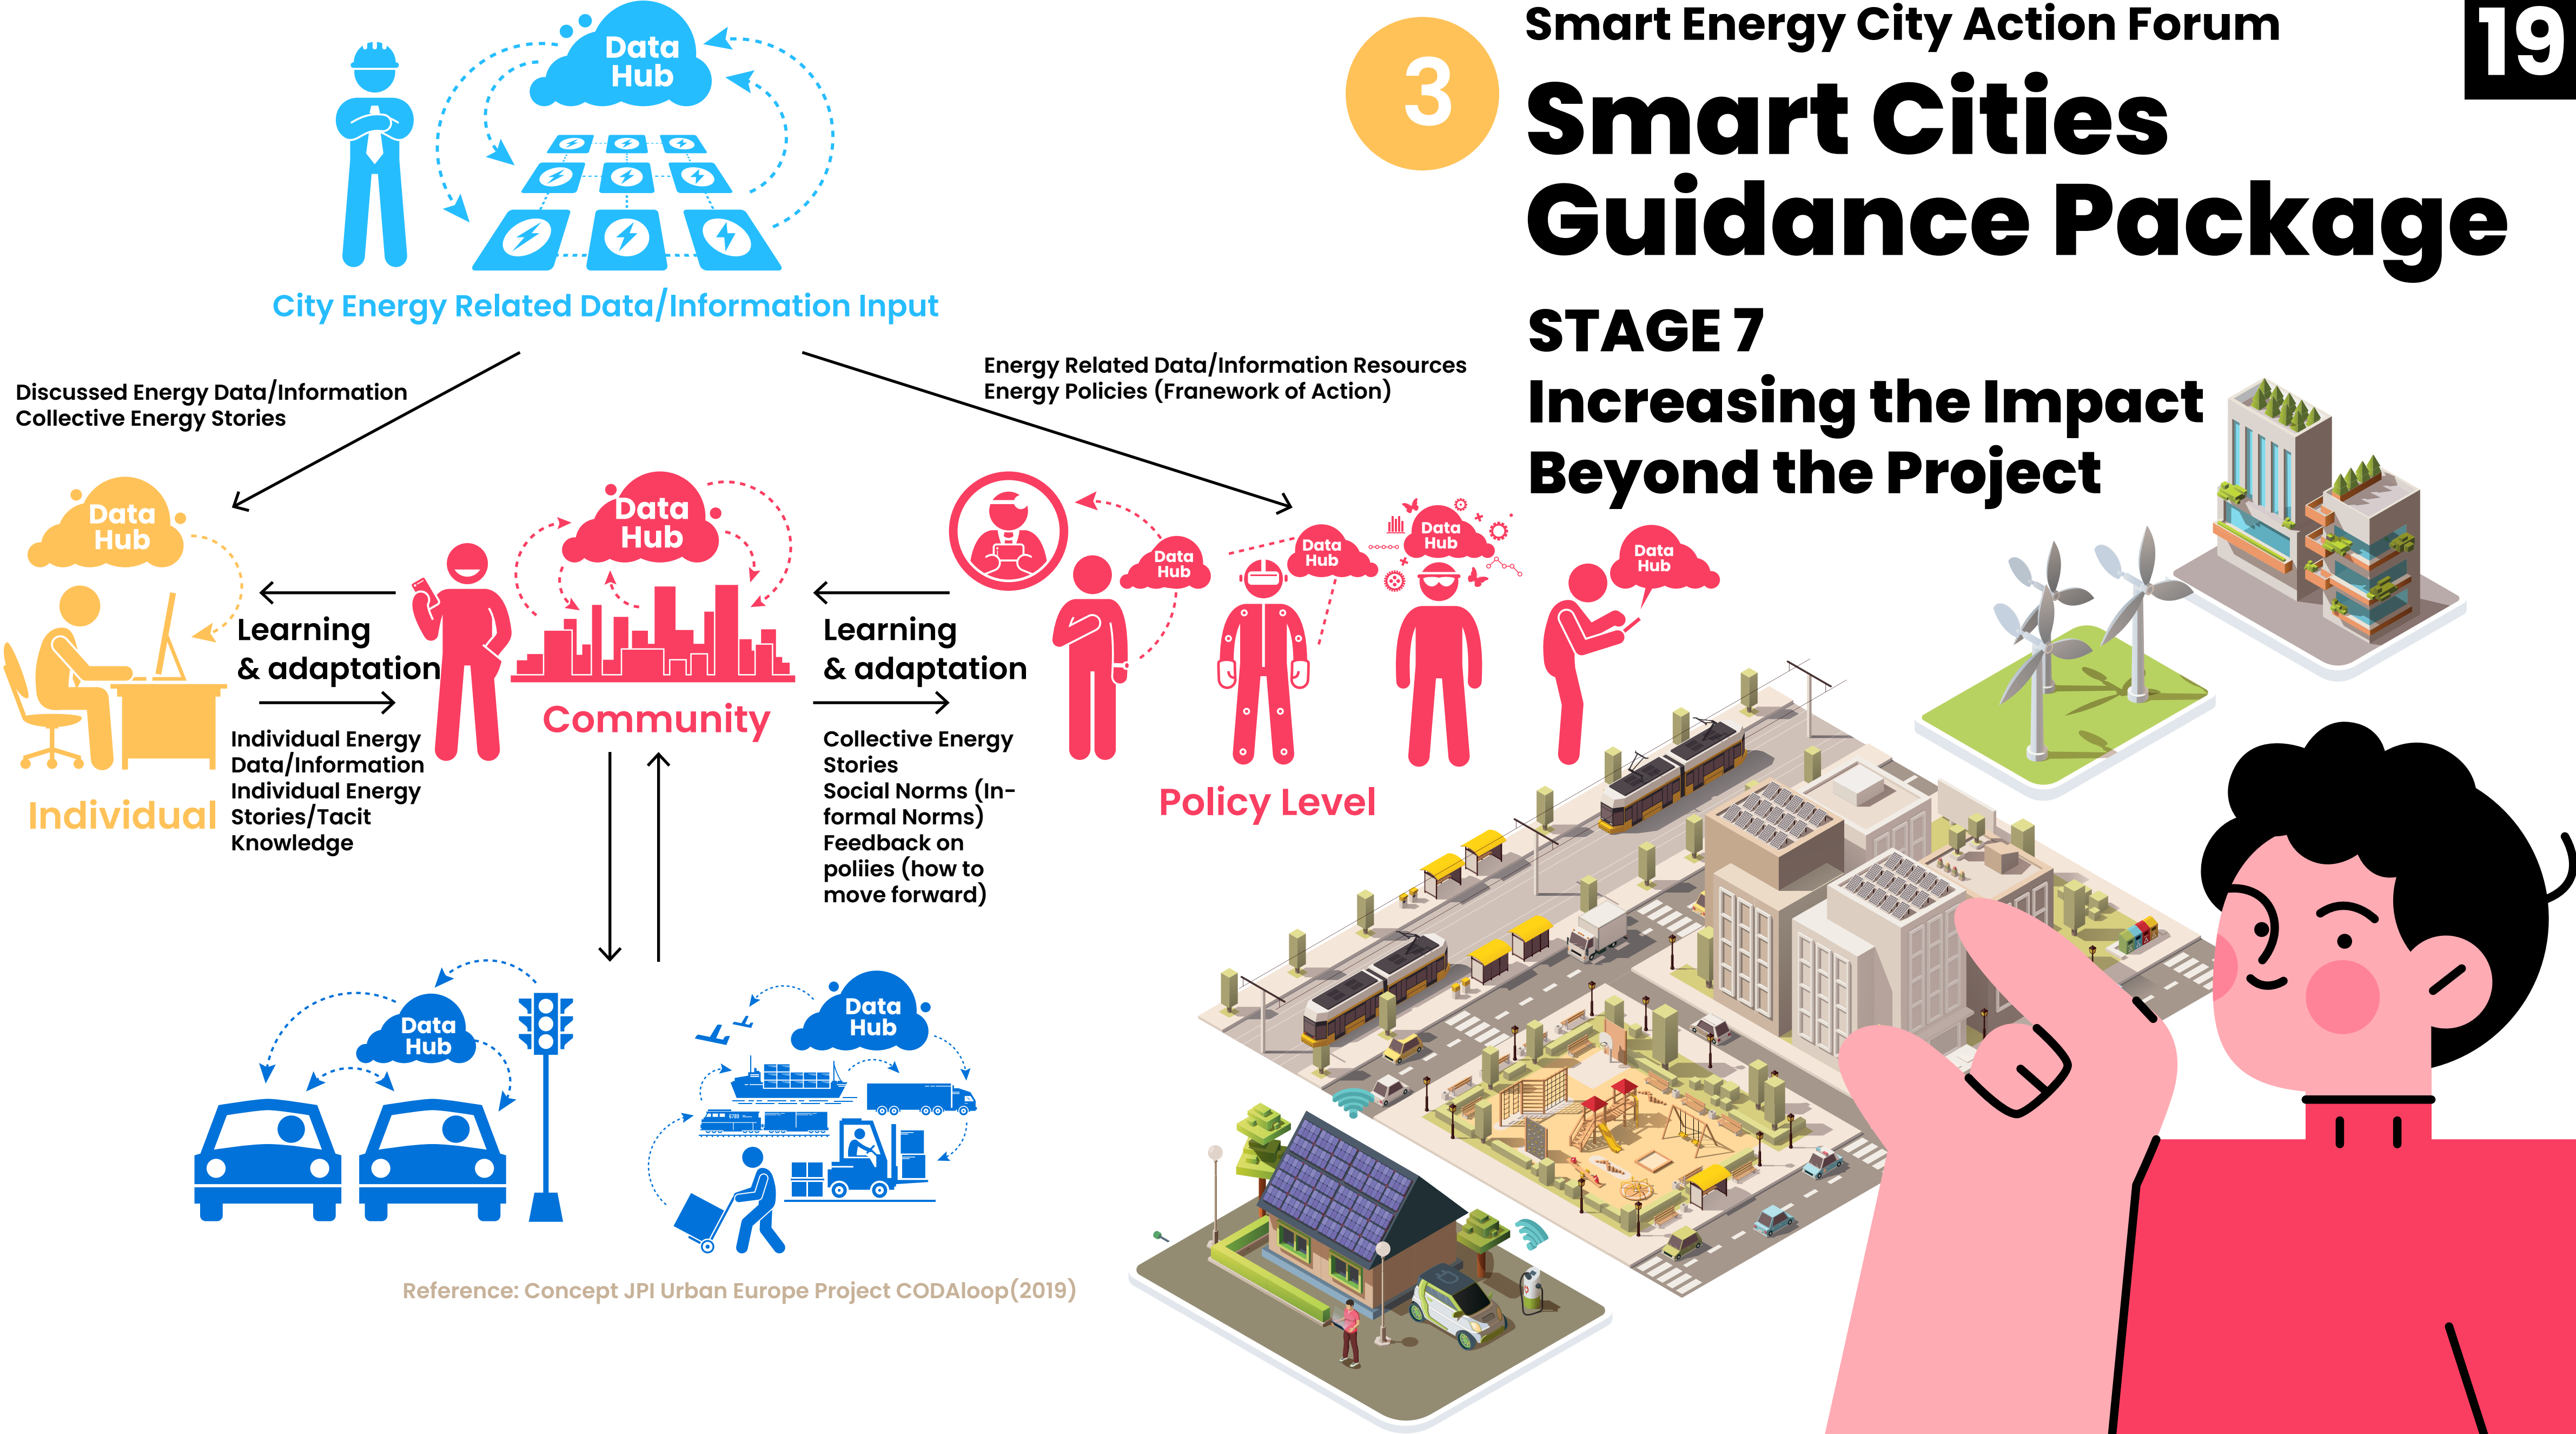 Smart Energy City Action Forum
19
3
Smart Cities
Guidance Package
STAGE 7
Increasing the Impact
Beyond the Project
Data
Hub
City Energy Related Data/Information Input
Discussed Energy Data/Information
Collective Energy Stories
Energy Related Data/Information Resources
Energy Policies (Franework of Action)
Data
Hub
Individual
Learning
& adaptation
Individual Energy
Data/Information
Individual Energy
Stories/Tacit
Knowledge
Data
Hub
Community
Learning
& adaptation
Collective Energy
Stories
Social Norms (In-
formal Norms)
Feedback on
poliies (how to
move forward)
Data
Hub
Data
Hub
Data
Hub
Data
Hub
Policy Level
Data
Hub
Data
Hub
Reference: Concept JPI Urban Europe Project CODAloop(2019)